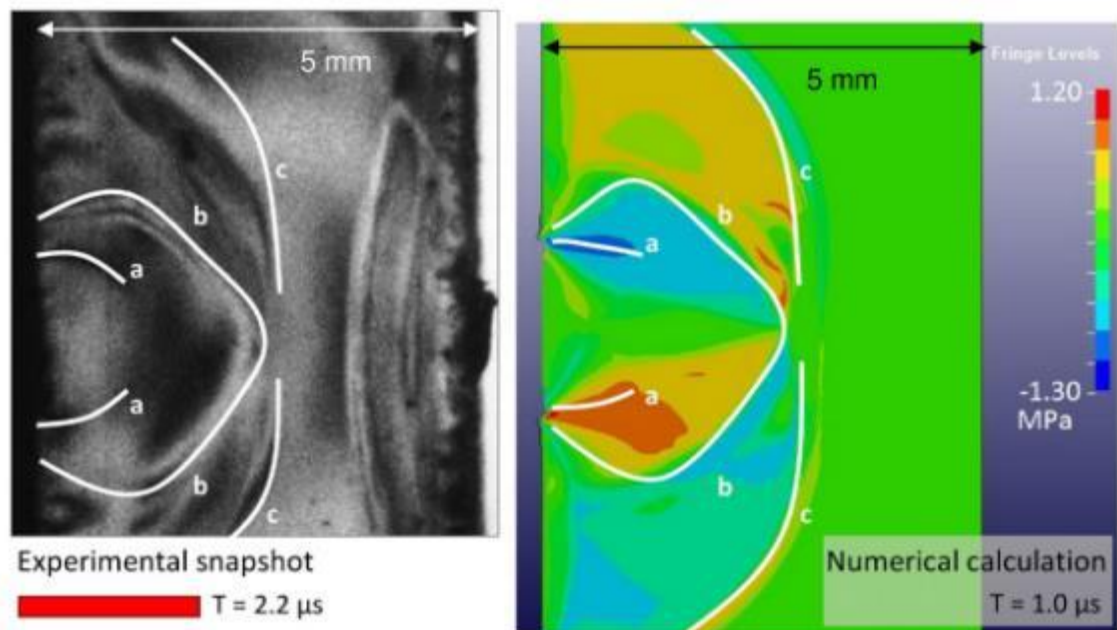 5 mm
c
b
a
a
b
c
Experimental snapshot
T = 2.2 µs
5 mm
Fringe Levels
1.20
-1.30
MPa
c
b
a
a
b
c
Numerical calculation
T = 1.0 µs